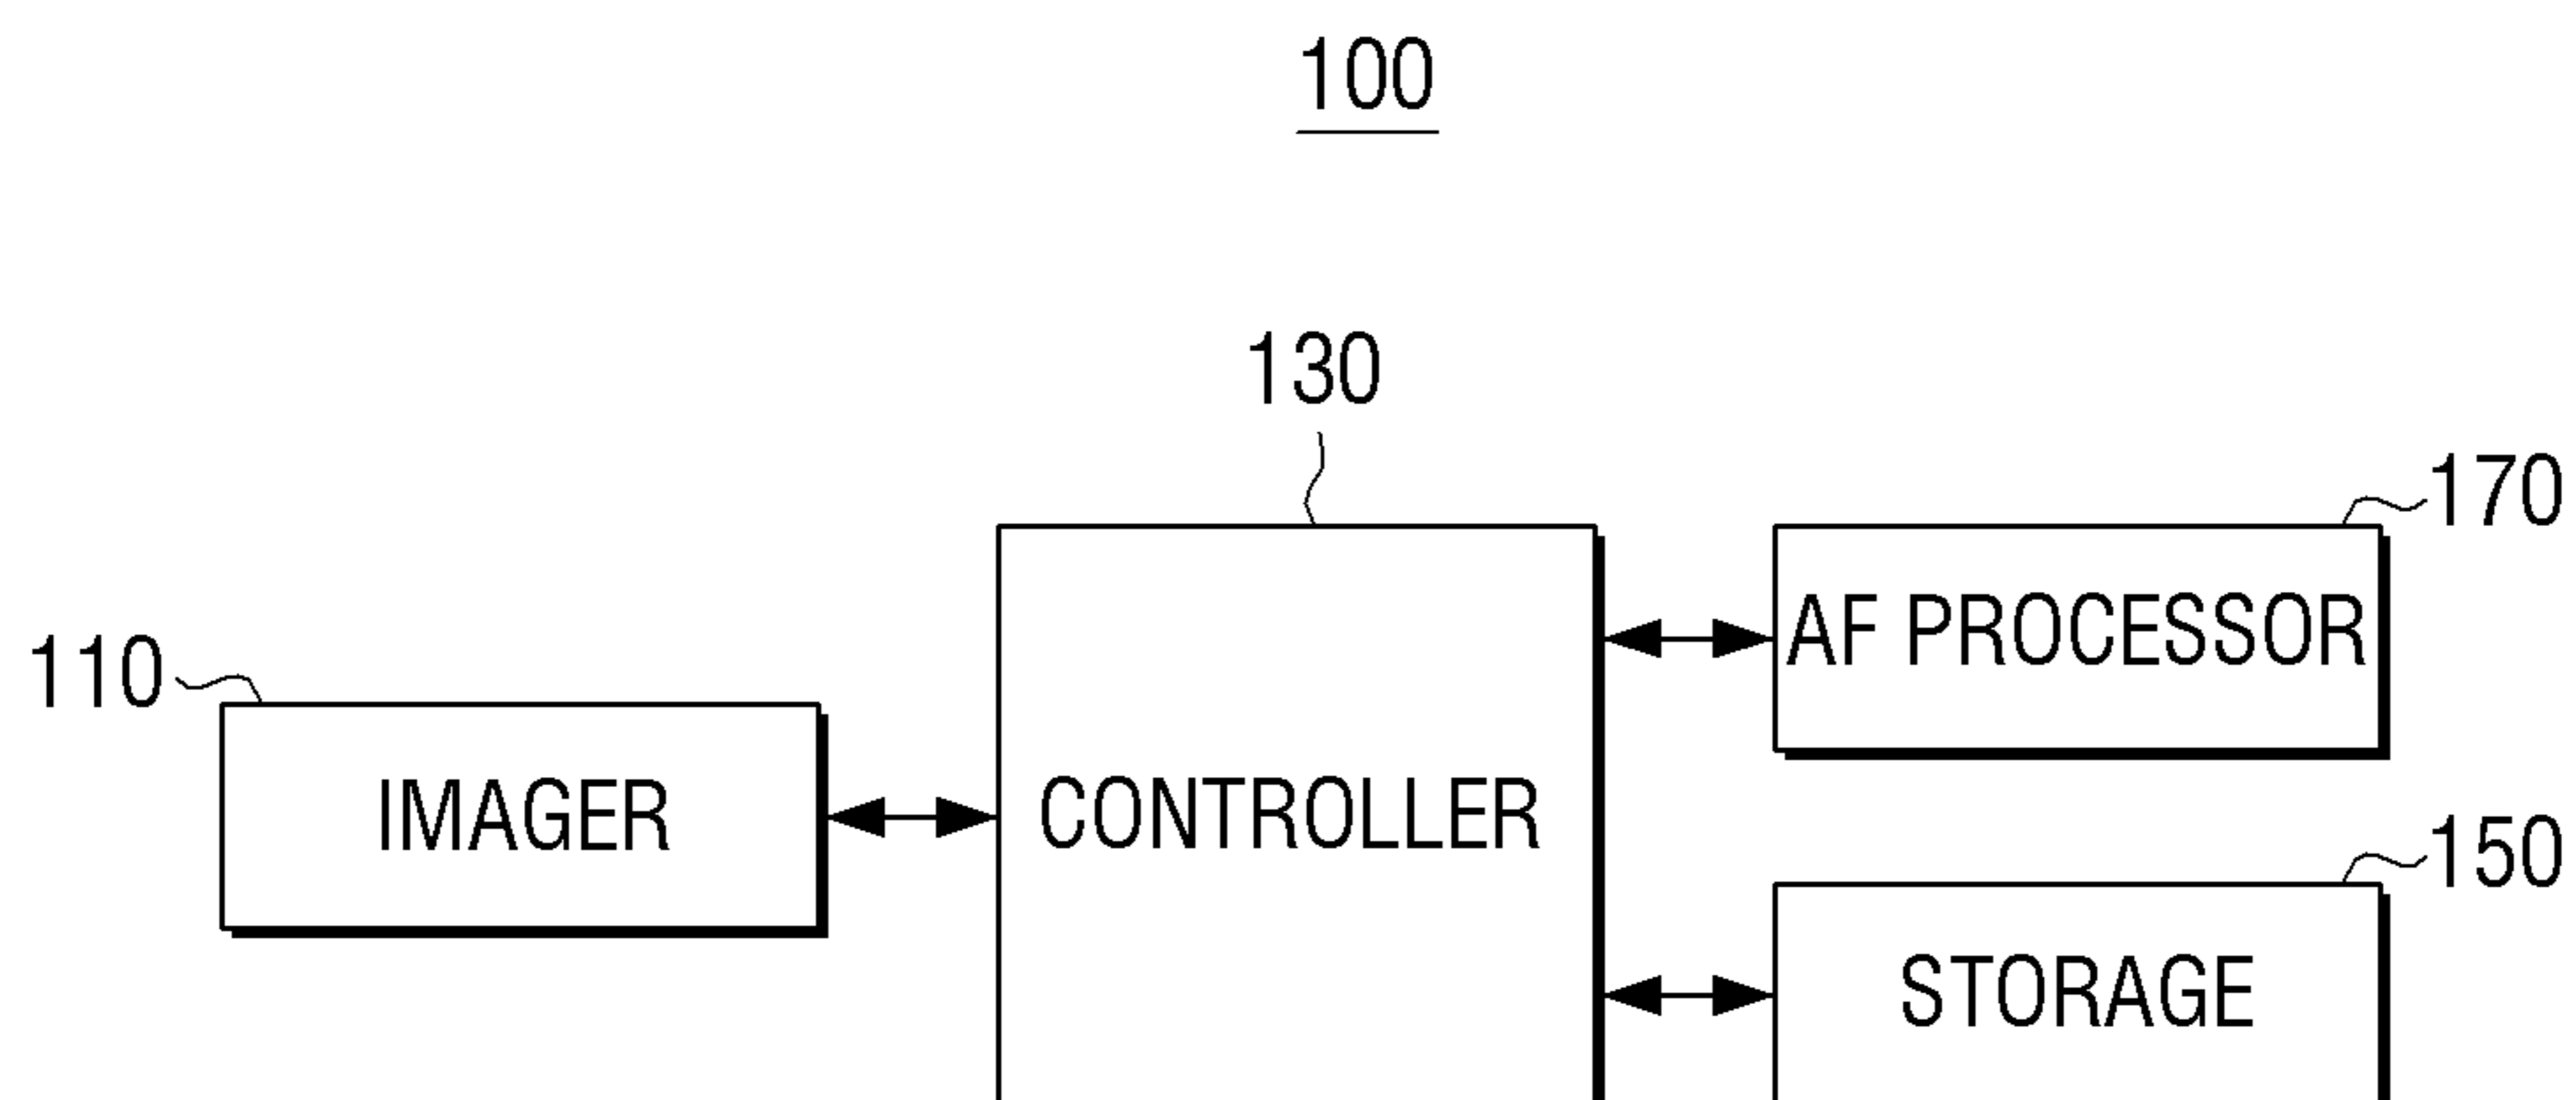 100
130
170
AF PROCESSOR
110
IMAGER
CONTROLLER
150
STORAGE